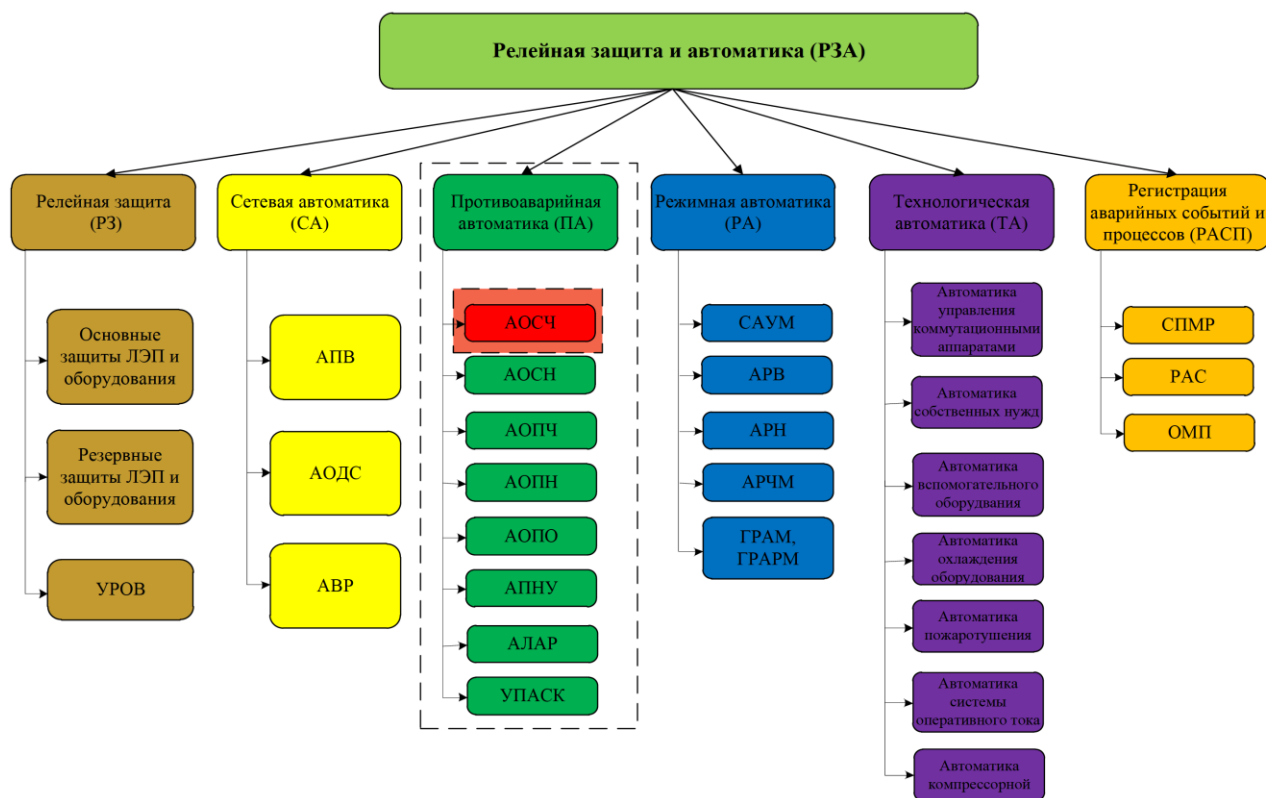 Релейная защита и автоматика (РЗА)
Релейная защита
(РЗ)
Основные
защиты ЛЭП и
оборудования
Резервные
защиты ЛЭП и
оборудования
УРОВ
Сетевая автоматика
(СА)
АПВ
АОДС
АВР
Противоаварийная
автоматика (ПА)
АОСЧ
АОСН
АОПЧ
АОПН
АОПО
АПНУ
АЛАР
УПАСК
Режимная автоматика
(РА)
САУМ
АРВ
АРН
АРЧМ
ГРАМ,
ГРАРМ
Технологическая
автоматика (ТА)
Автоматика
управления
коммутационными
аппаратами
Автоматика
собственных нужд
Автоматика
вспомогательного
оборудвания
Автоматика
охлаждения
оборудования
Автоматика
пожаротушения
Автоматика
системы
оперативного тока
Автоматика
компрессорной
Регистрация
аварийных событий и
процессов (РАСП)
СПМР
РАС
ОМП